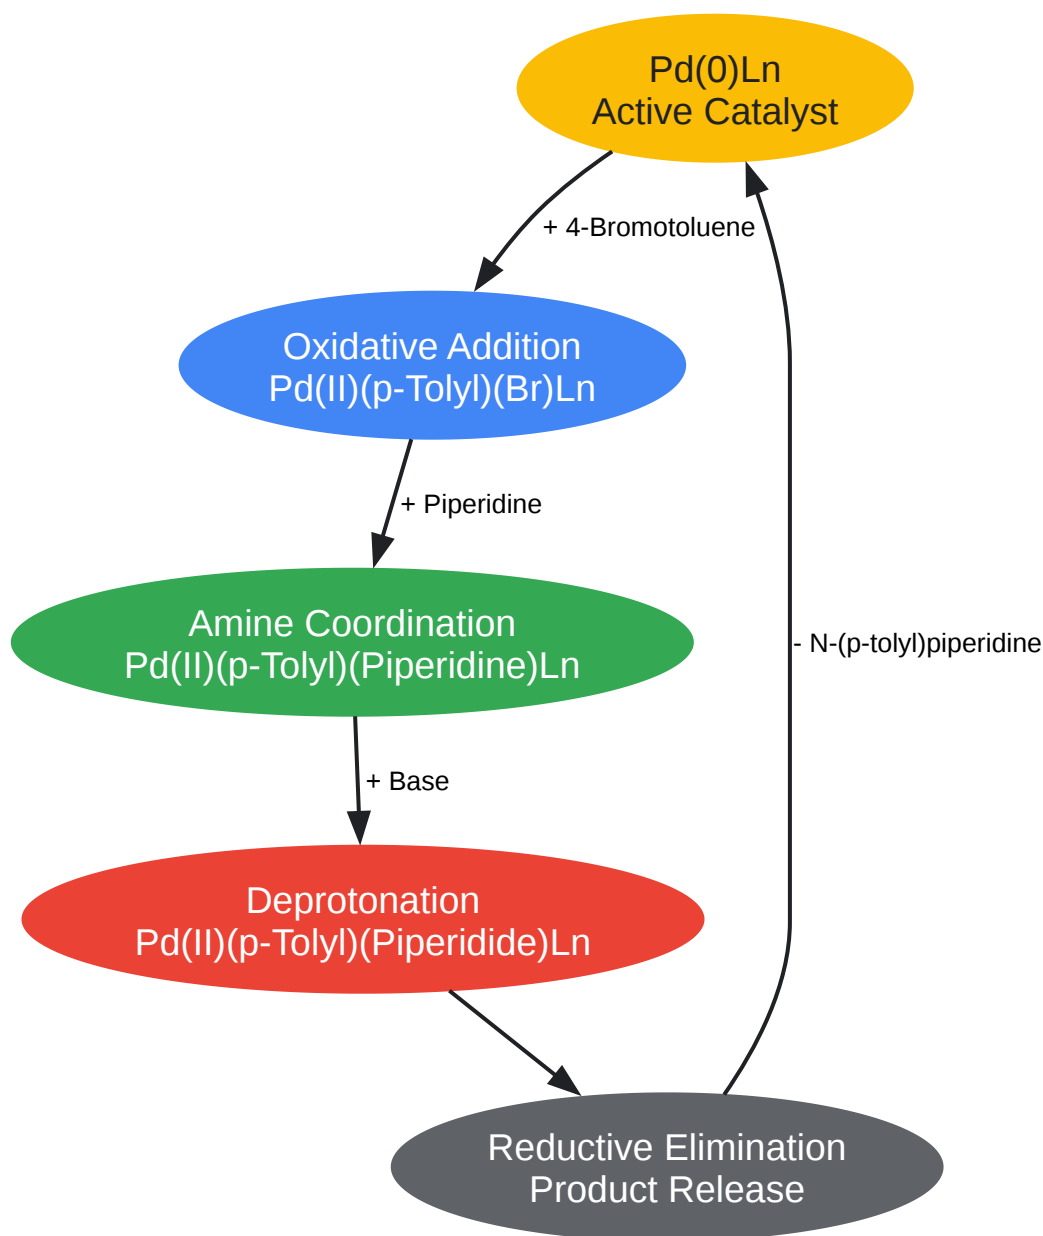 Pd(0)Ln
Active Catalyst
+ 4-Bromotoluene
Oxidative Addition
Pd(II)(p-Tolyl)(Br)Ln
+ Piperidine
Amine Coordination
Pd(II)(p-Tolyl)(Piperidine)Ln
- N-(p-tolyl)piperidine
+ Base
Deprotonation
Pd(II)(p-Tolyl)(Piperidide)Ln
Reductive Elimination
Product Release